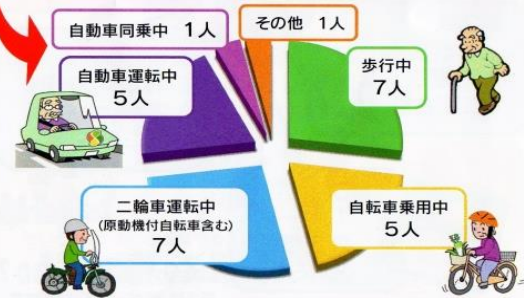 自動車同乗中 1人
その他 1人
自動車運転中
5人
歩行中
7人
二輪車運転中
(原動機付自転車含む)
7人
自転車乗用中
5人